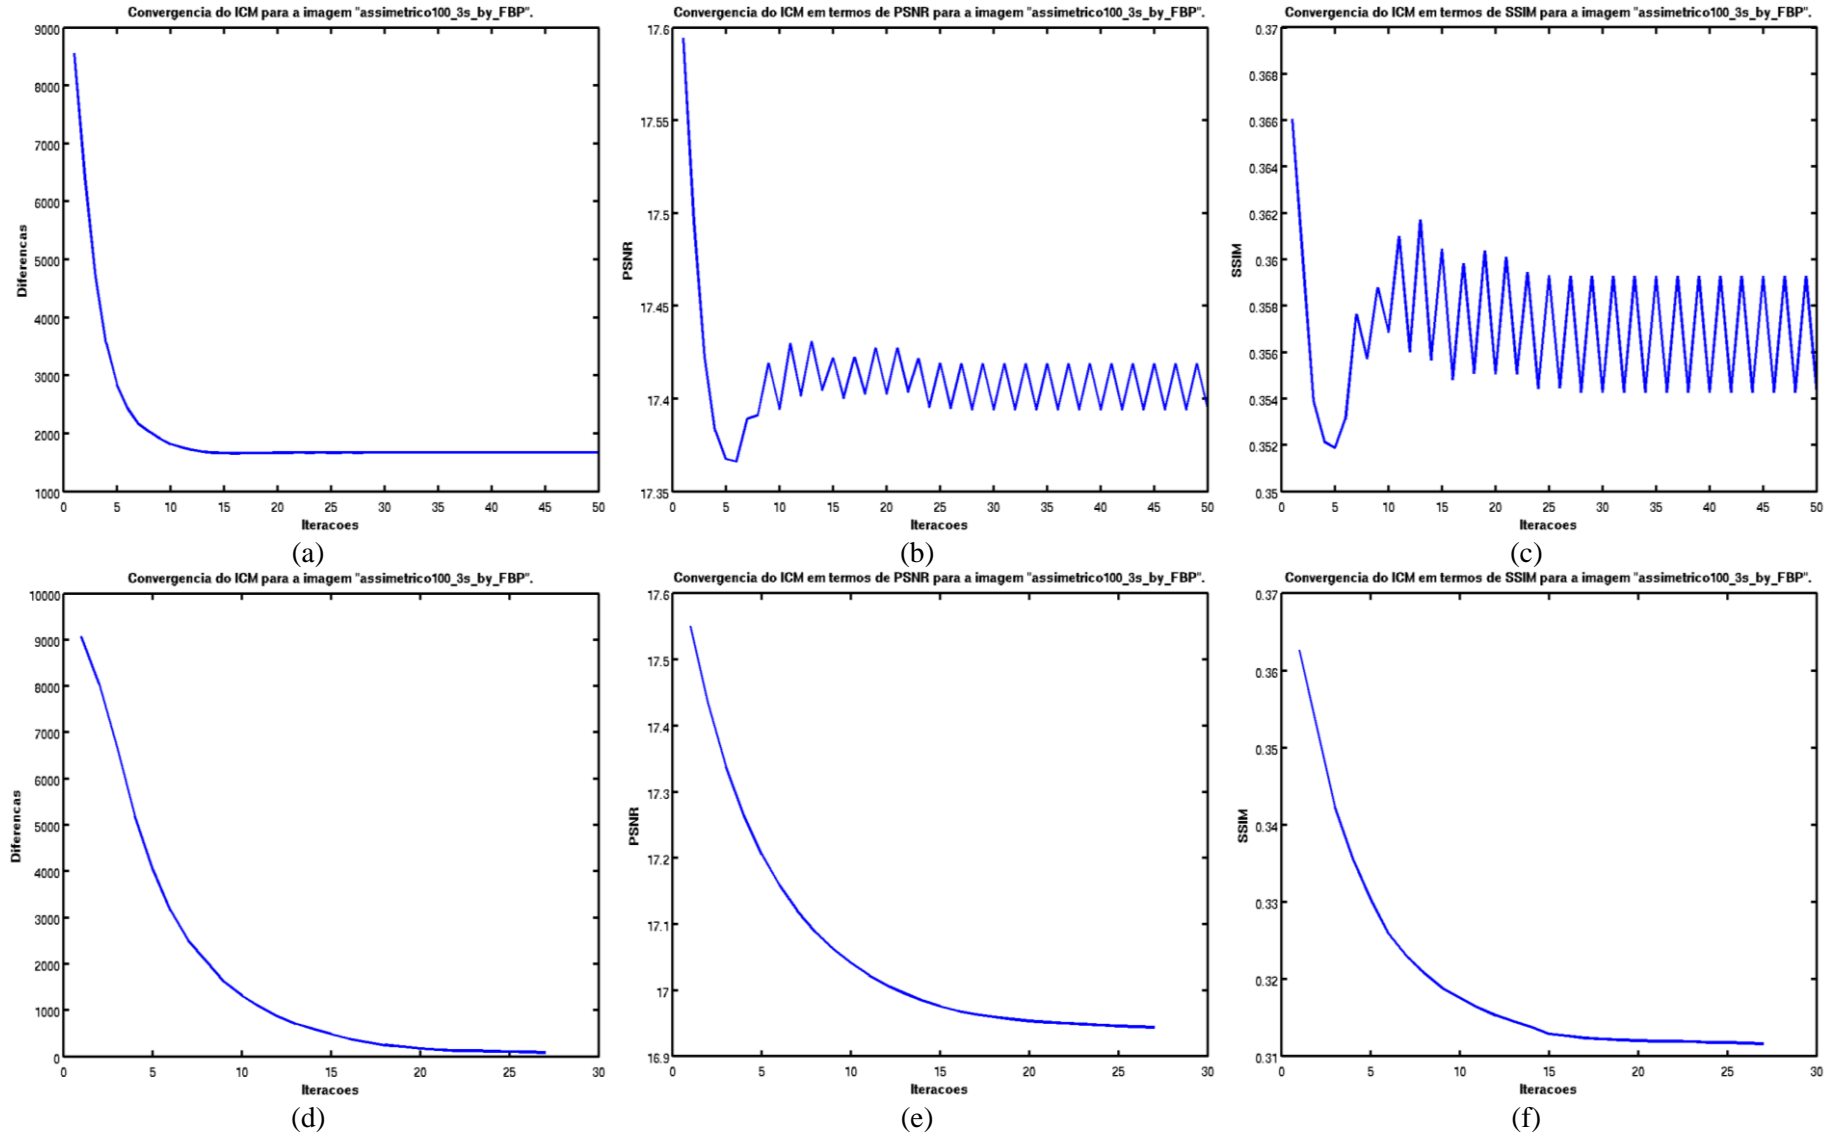 Convergencia do ICM para a imagem "assimetrico100_3s_by_FBP".
9000
8000
7000
6000
5000
4000
3000
2000
1000
Diferencas
0 5 10 15 20 25 30 35 40 45 50
Iteracoes
(a)
Convergencia do ICM em termos de PSNR para a imagem "assimetrico100_3s_by_FBP".
17.6
17.55
17.5
17.45
17.4
17.35
PSNR
0 5 10 15 20 25 30 35 40 45 50
Iteracoes
(b)
Convergencia do ICM em termos de SSIM para a imagem "assimetrico100_3s_by_FBP".
0.37
0.368
0.366
0.364
0.362
0.36
0.358
0.356
0.354
0.352
0.35
SSIM
0 5 10 15 20 25 30 35 40 45 50
Iteracoes
(c)
Convergencia do ICM para a imagem "assimetrico100_3s_by_FBP".
10000
9000
8000
7000
6000
5000
4000
3000
2000
1000
0
Diferencas
0 5 10 15 20 25 30
Iteracoes
(d)
Convergencia do ICM em termos de PSNR para a imagem "assimetrico100_3s_by_FBP".
17.6
17.5
17.4
17.3
17.2
17.1
17
16.9
PSNR
0 5 10 15 20 25 30
Iteracoes
(e)
Convergencia do ICM em termos de SSIM para a imagem "assimetrico100_3s_by_FBP".
0.37
0.36
0.35
0.34
0.33
0.32
0.31
SSIM
0 5 10 15 20 25 30
Iteracoes
(f)